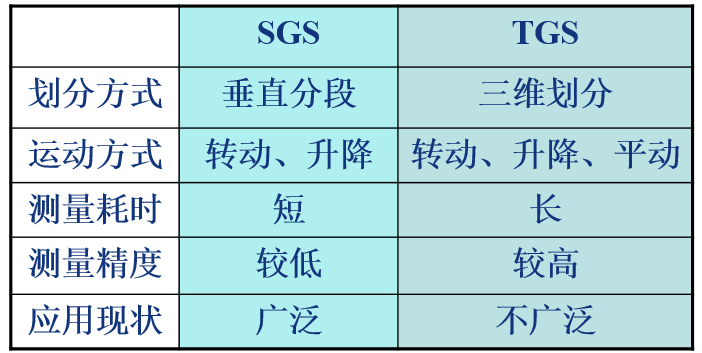 SGS TGS
划分方式 垂直分段 三维划分
运动方式 转动、升降 转动、升降、平动
测量耗时 短 长
测量精度 较低 较高
应用现状 广泛 不广泛